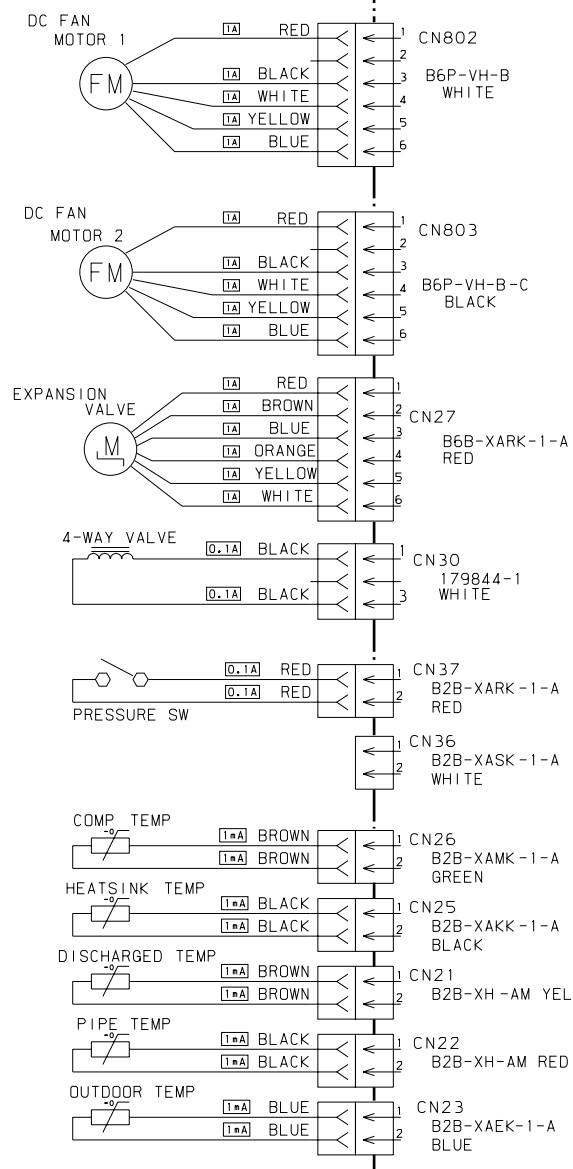 DC FAN
MOTOR 1
FM
1A RED 1 CN802
2
1A BLACK 3 B6P-VH-B
1A WHITE 4 WHITE
1A YELLOW 5
1A BLUE 6
DC FAN
MOTOR 2
FM
1A RED 1 CN803
2
1A BLACK 3
1A WHITE 4 B6P-VH-B-C
1A YELLOW 5 BLACK
1A BLUE 6
EXPANSION
VALVE
M
1A RED 1
1A BROWN 2 CN27
1A BLUE 3 B6B-XARK-1-A
1A ORANGE 4 RED
1A YELLOW 5
1A WHITE 6
4-WAY VALVE
0.1A BLACK 1 CN30
179844-1
0.1A BLACK 3 WHITE
0.1A RED 1 CN37
0.1A RED 2 B2B-XARK-1-A
RED
PRESSURE SW
1 CN36
2 B2B-XASK-1-A
WHITE
COMP TEMP
-θ
1mA BROWN 1 CN26
1mA BROWN 2 B2B-XAMK-1-A
GREEN
HEATSINK TEMP
-θ
1mA BLACK 1 CN25
1mA BLACK 2 B2B-XAKK-1-A
BLACK
DISCHARGED TEMP
-θ
1mA BROWN 1 CN21
1mA BROWN 2 B2B-XH-AM YEL
PIPE TEMP
-θ
1mA BLACK 1 CN22
1mA BLACK 2 B2B-XH-AM RED
OUTDOOR TEMP
-θ
1mA BLUE 1 CN23
1mA BLUE 2 B2B-XAEK-1-A
BLUE